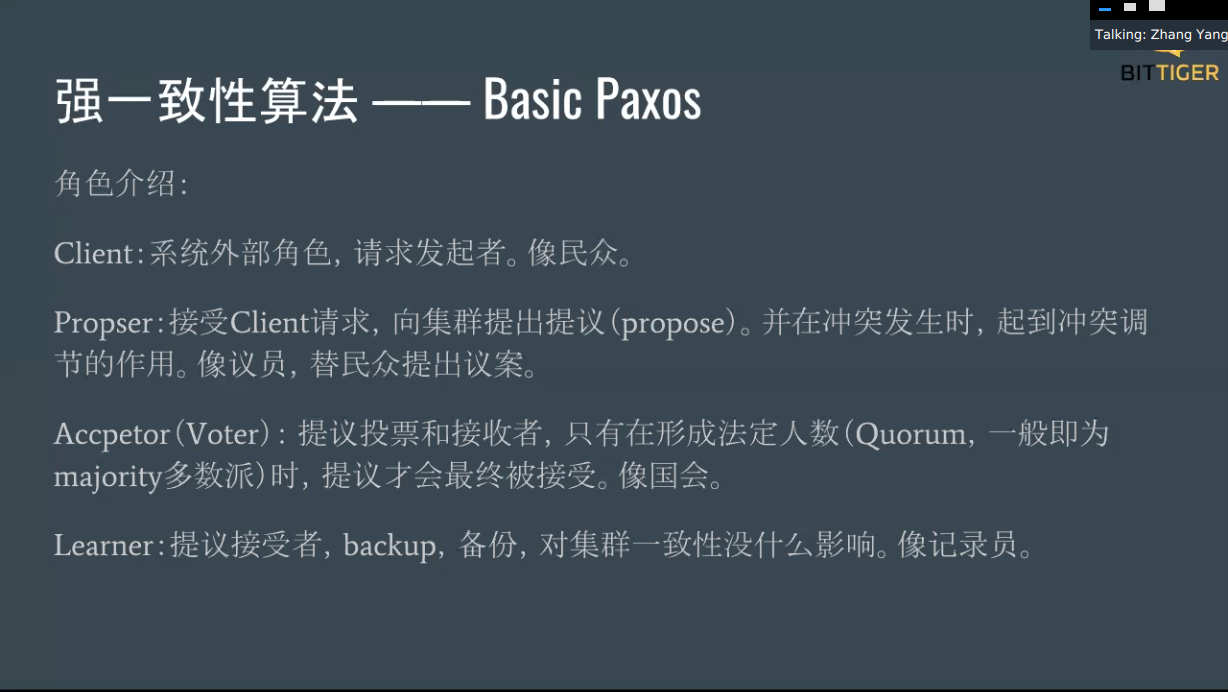 Talking: Zhang Yang
BITTIGER
强一致性算法 —— Basic Paxos
角色介绍：
Client：系统外部角色，请求发起者。像民众。
Propser：接受Client请求，向集群提出提议（propose）。并在冲突发生时，起到冲突调
节的作用。像议员，替民众提出议案。
Accpetor（Voter）：提议投票和接收者，只有在形成法定人数（Quorum，一般即为
majority多数派）时，提议才会最终被接受。像国会。
Learner：提议接受者，backup，备份，对集群一致性没什么影响。像记录员。